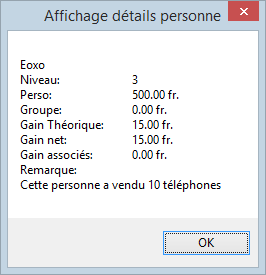 Affichage détails personne
Eoxo
Niveau: 3
Perso: 500.00 fr.
Groupe: 0.00 fr.
Gain Théorique: 15.00 fr.
Gain net: 15.00 fr.
Gain associés: 0.00 fr.
Remarque:
Cette personne a vendu 10 téléphones
OK